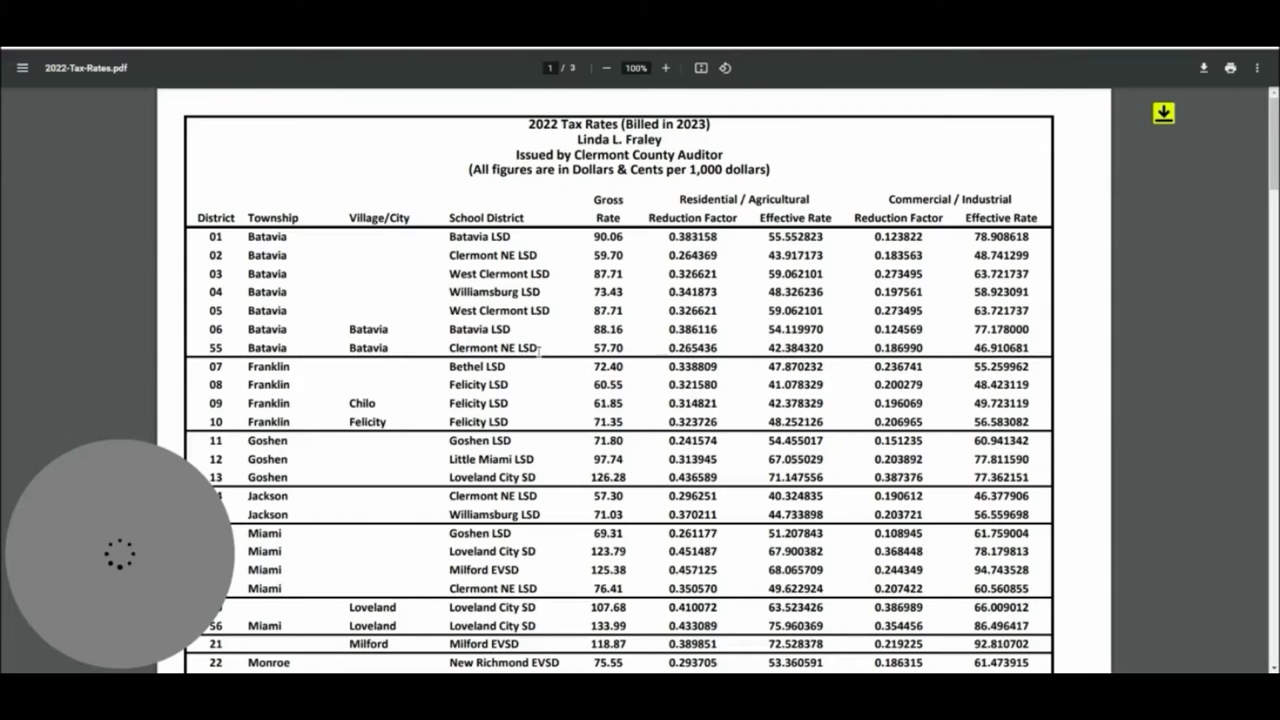 2022-Tax-Rates.pdf 1 / 3 − 100% +
2022 Tax Rates (Billed in 2023)
Linda L. Fraley
Issued by Clermont County Auditor
(All figures are in Dollars & Cents per 1,000 dollars)
Gross Residential / Agricultural Commercial / Industrial
District Township Village/City School District Rate Reduction Factor Effective Rate Reduction Factor Effective Rate
01 Batavia Batavia LSD 90.06 0.383158 55.552823 0.123822 78.908618
02 Batavia Clermont NE LSD 59.70 0.264369 43.917173 0.183563 48.741299
03 Batavia West Clermont LSD 87.71 0.326621 59.062101 0.273495 63.721737
04 Batavia Williamsburg LSD 73.43 0.341873 48.326236 0.197561 58.923091
05 Batavia West Clermont LSD 87.71 0.326621 59.062101 0.273495 63.721737
06 Batavia Batavia Batavia LSD 88.16 0.386116 54.119970 0.124569 77.178000
55 Batavia Batavia Clermont NE LSD 57.70 0.265436 42.384320 0.186990 46.910681
07 Franklin Bethel LSD 72.40 0.338809 47.870232 0.236741 55.259962
08 Franklin Felicity LSD 60.55 0.321580 41.078329 0.200279 48.423119
09 Franklin Chilo Felicity LSD 61.85 0.314821 42.378329 0.196069 49.723119
10 Franklin Felicity Felicity LSD 71.35 0.323726 48.252126 0.206965 56.583082
11 Goshen Goshen LSD 71.80 0.241574 54.455017 0.151235 60.941342
12 Goshen Little Miami LSD 97.74 0.313945 67.055029 0.203892 77.811590
13 Goshen Loveland City SD 126.28 0.436589 71.147556 0.387376 77.362151
Jackson Clermont NE LSD 57.30 0.296251 40.324835 0.190612 46.377906
Jackson Williamsburg LSD 71.03 0.370211 44.733898 0.203721 56.559698
Miami Goshen LSD 69.31 0.261177 51.207843 0.108945 61.759004
Miami Loveland City SD 123.79 0.451487 67.900382 0.368448 78.179813
Miami Milford EVSD 125.38 0.457125 68.065709 0.244349 94.743528
Miami Clermont NE LSD 76.41 0.350570 49.622924 0.207422 60.560855
Loveland Loveland City SD 107.68 0.410072 63.523426 0.386989 66.009012
56 Miami Loveland Loveland City SD 133.99 0.433089 75.960369 0.354456 86.496417
21 Milford Milford EVSD 118.87 0.389851 72.528378 0.219225 92.810702
22 Monroe New Richmond EVSD 75.55 0.293705 53.360591 0.186315 61.473915